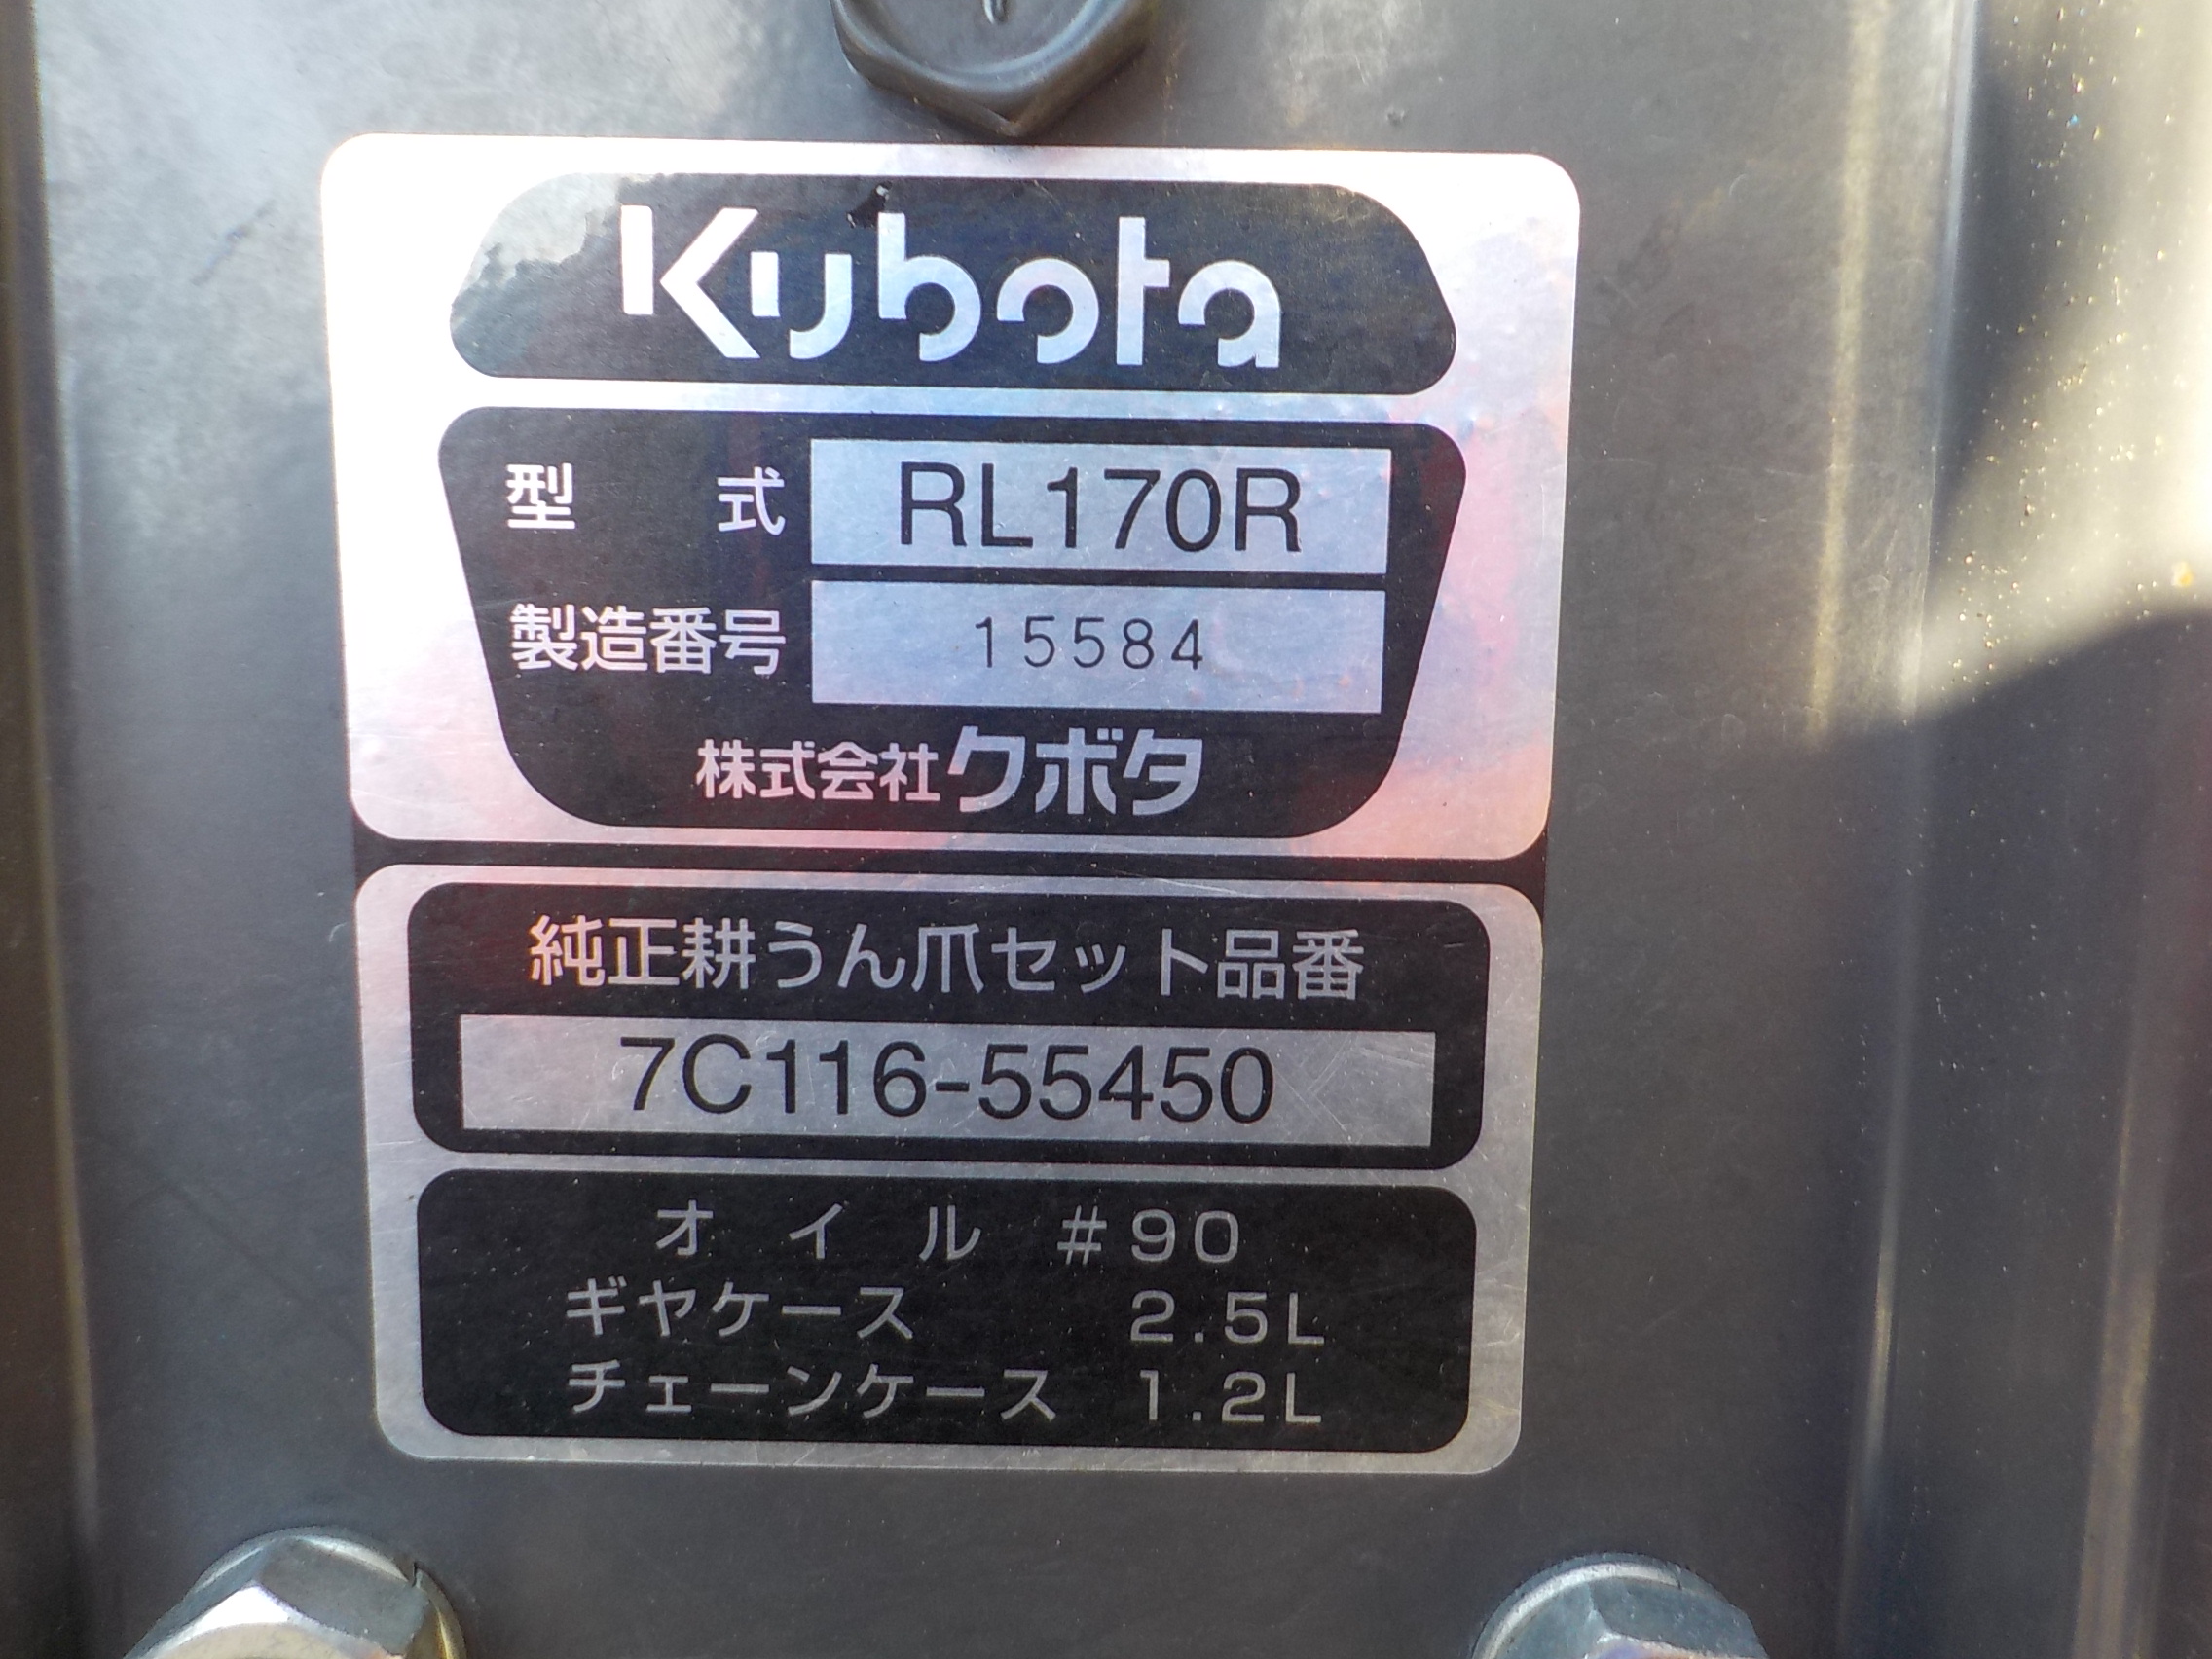 Kubota
型式 RL170R
製造番号 15584
株式会社クボタ
純正耕うん爪セット品番
7C116-55450
オイル #90
ギヤケース 2.5L
チェーンケース 1.2L